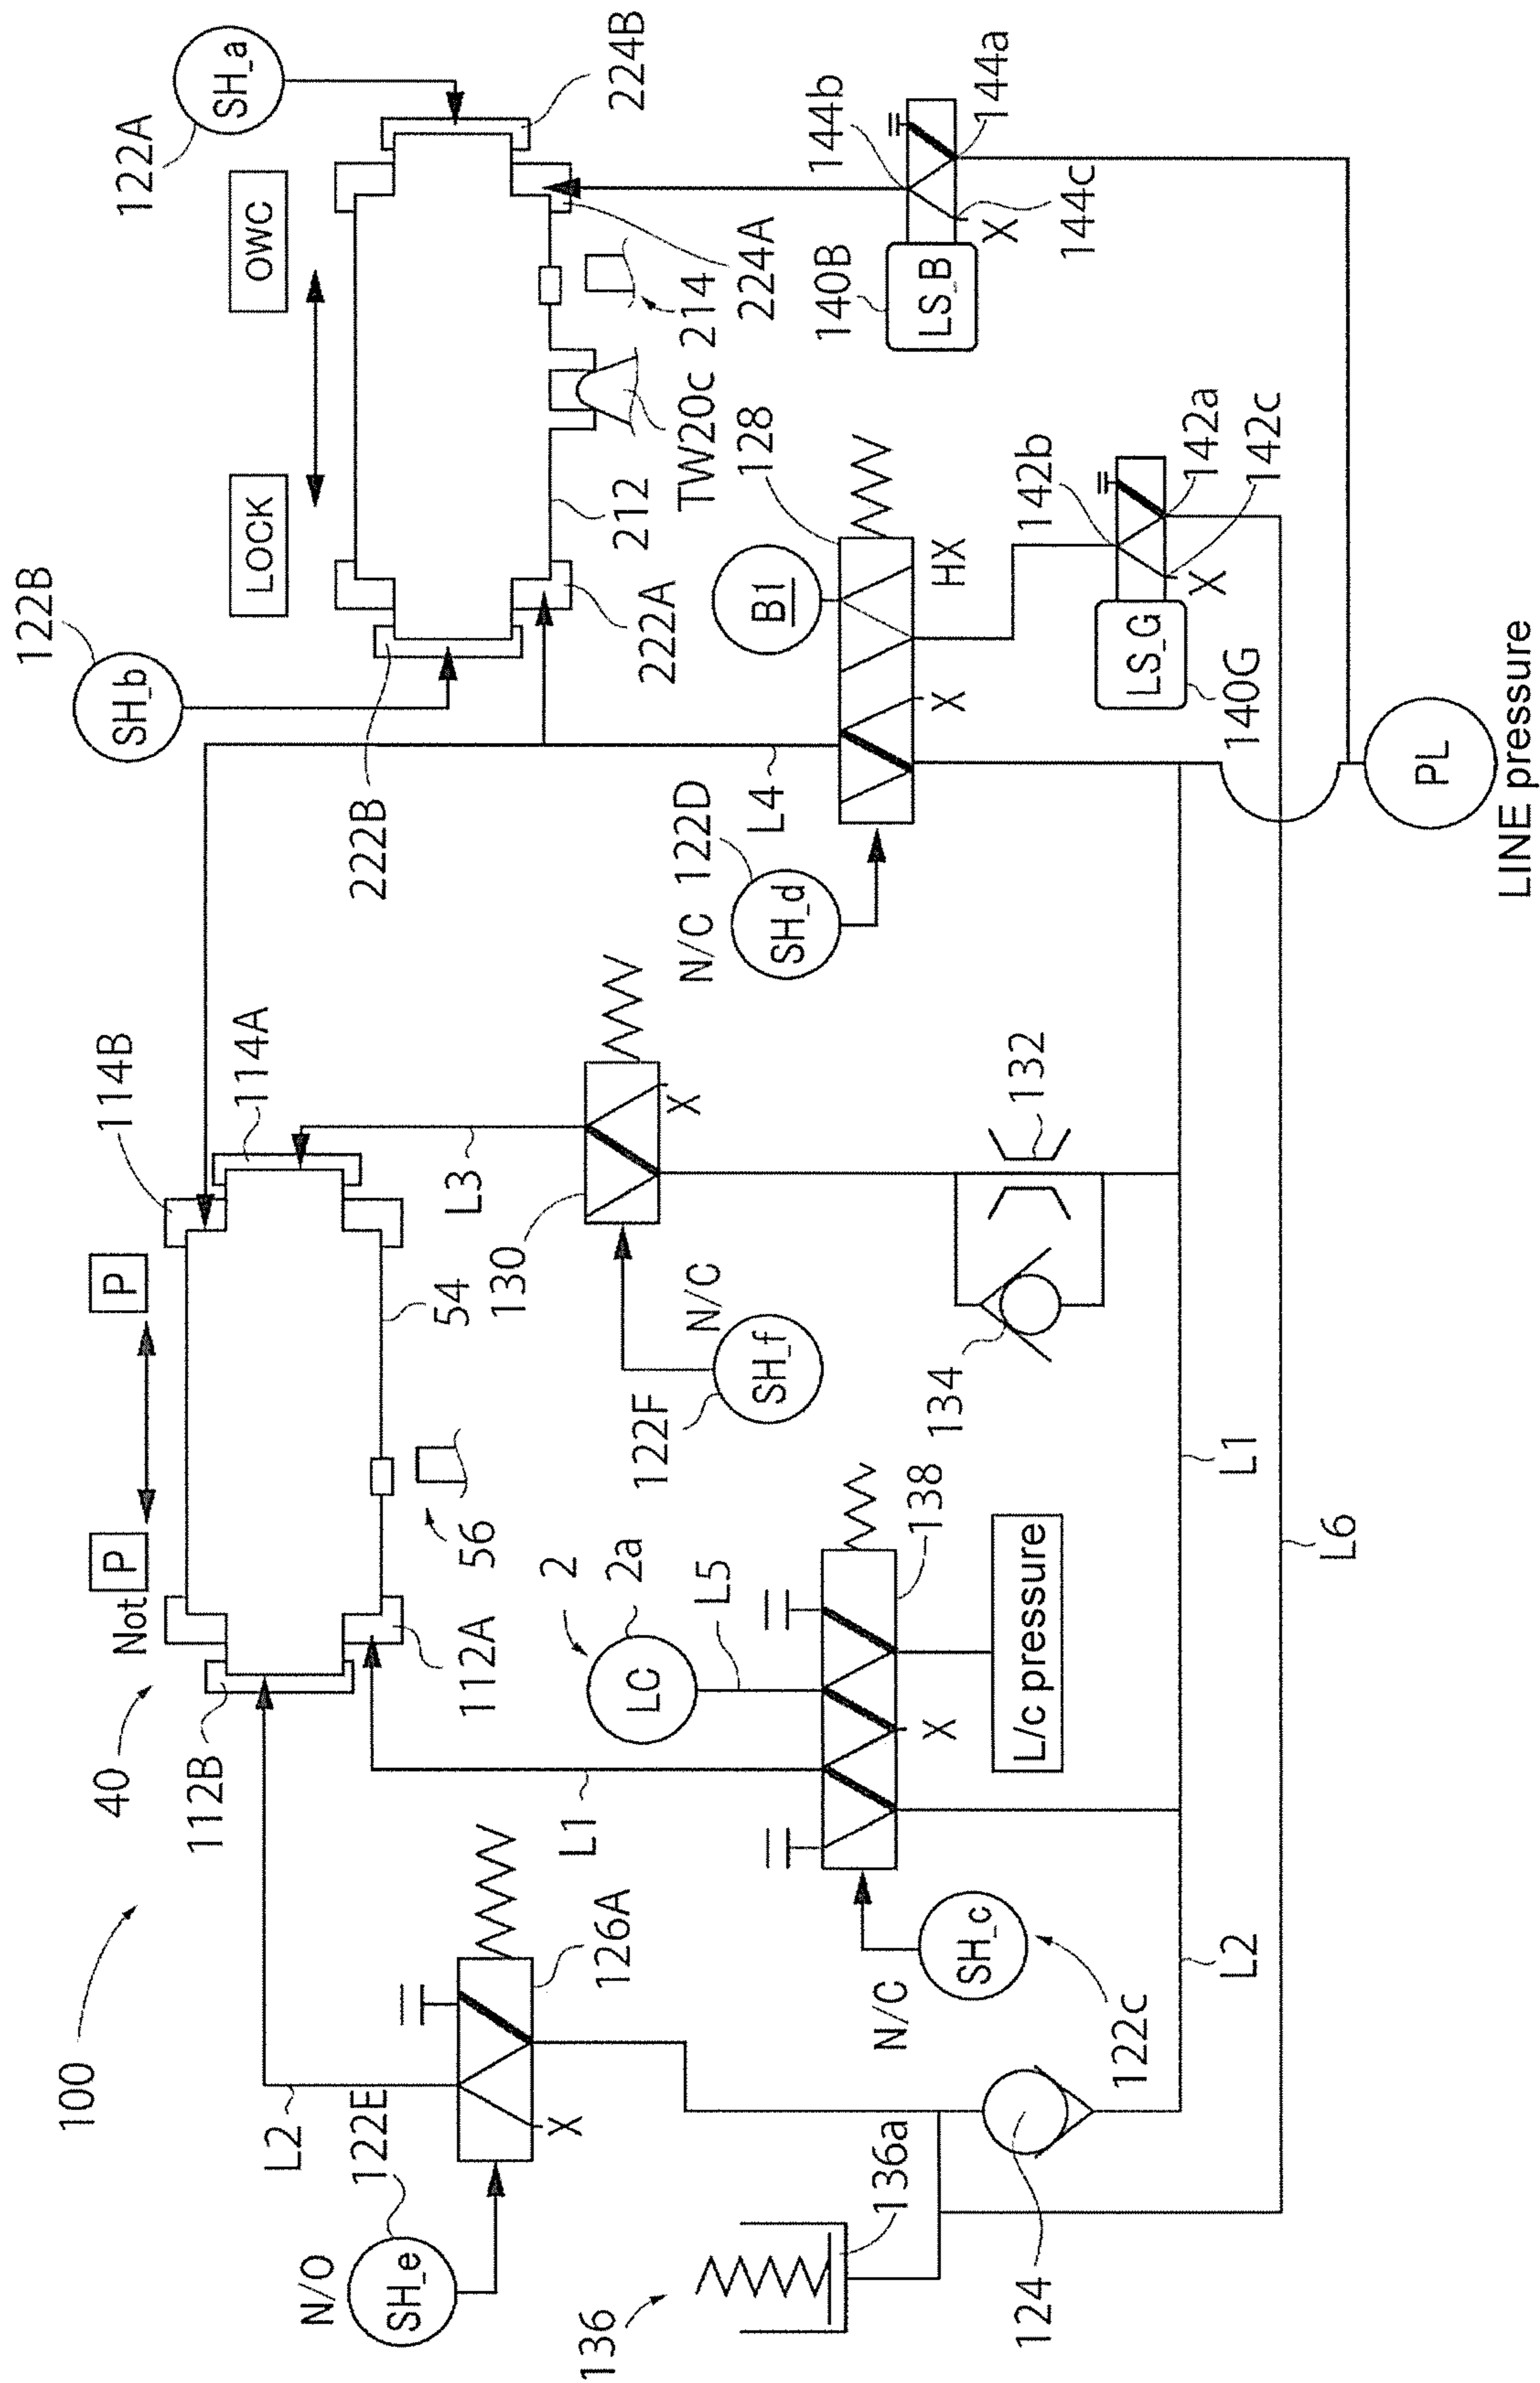 100
40
Not P
P
114B
114A
112B
112A
56
54
L3
130
N/C
SH_f
122F
132
134
L1
L2
122E
N/O
SH_e
X
126A
L1
2
2a
LC
L5
138
X
L/c pressure
N/C
SH_c
122c
136
136a
124
L2
L1
L6
X
122B
SH_b
LOCK
OWC
122A
SH_a
222B
222A
212
TW20c
214
224A
224B
L4
N/C
122D
SH_d
B1
128
X
HX
142b
142a
142c
X
LS_G
140G
140B
LS_B
144b
144a
144c
X
PL
LINE pressure